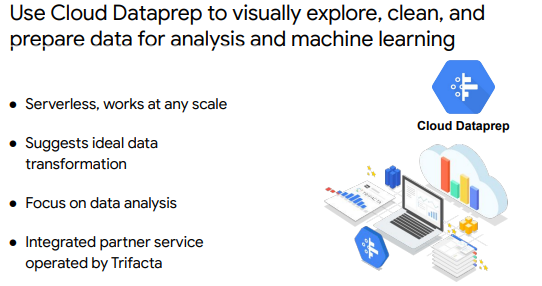 Use Cloud Dataprep to visually explore, clean, and
prepare data for analysis and machine learning
● Serverless, works at any scale
● Suggests ideal data
transformation
● Focus on data analysis
● Integrated partner service
operated by Trifacta
Cloud Dataprep